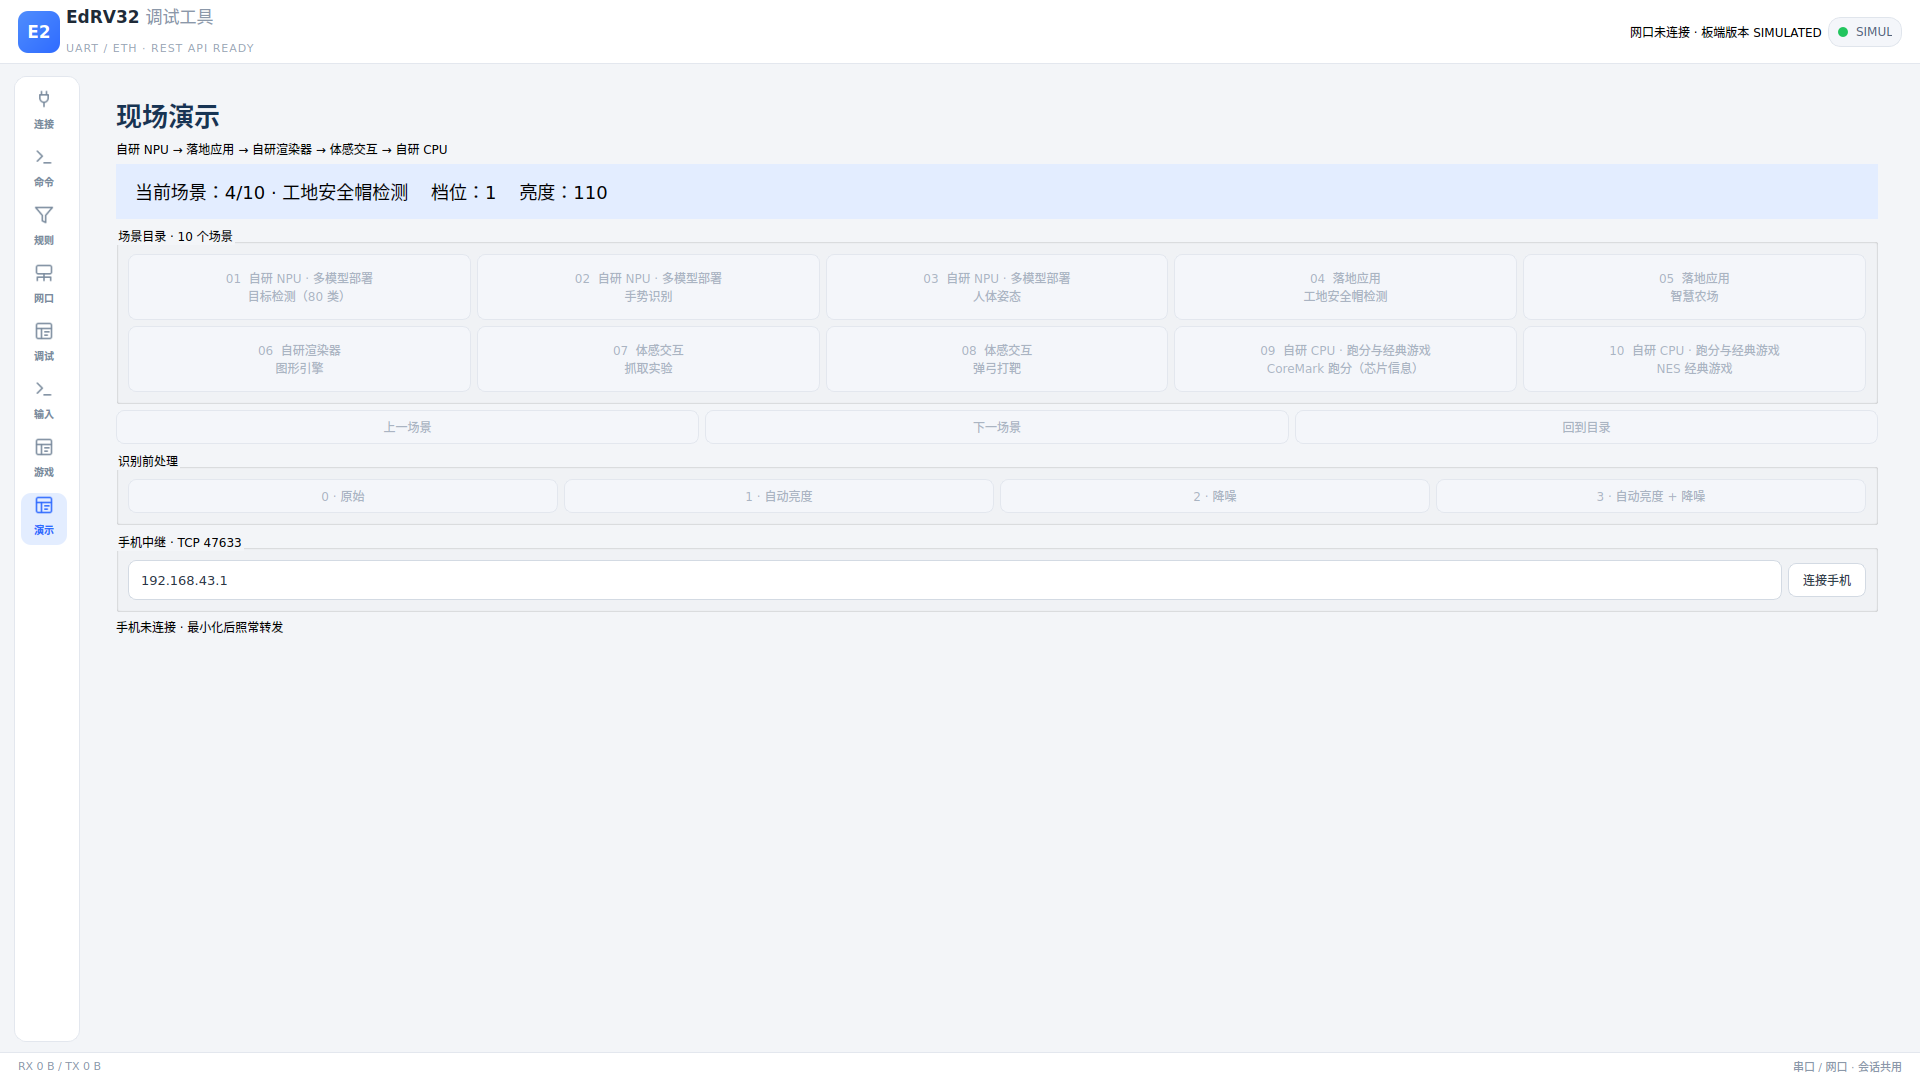 E2
EdRV32 调试工具
UART / ETH · REST API READY
网口未连接 · 板端版本 SIMULATED
SIMUL
连接
命令
规则
网口
调试
输入
游戏
演示
现场演示
自研 NPU → 落地应用 → 自研渲染器 → 体感交互 → 自研 CPU
当前场景：4/10 · 工地安全帽检测 档位：1 亮度：110
场景目录 · 10 个场景
01 自研 NPU · 多模型部署
目标检测（80 类）
02 自研 NPU · 多模型部署
手势识别
03 自研 NPU · 多模型部署
人体姿态
04 落地应用
工地安全帽检测
05 落地应用
智慧农场
06 自研渲染器
图形引擎
07 体感交互
抓取实验
08 体感交互
弹弓打靶
09 自研 CPU · 跑分与经典游戏
CoreMark 跑分（芯片信息）
10 自研 CPU · 跑分与经典游戏
NES 经典游戏
上一场景
下一场景
回到目录
识别前处理
0 · 原始
1 · 自动亮度
2 · 降噪
3 · 自动亮度 + 降噪
手机中继 · TCP 47633
192.168.43.1
连接手机
手机未连接 · 最小化后照常转发
RX 0 B / TX 0 B
串口 / 网口 · 会话共用